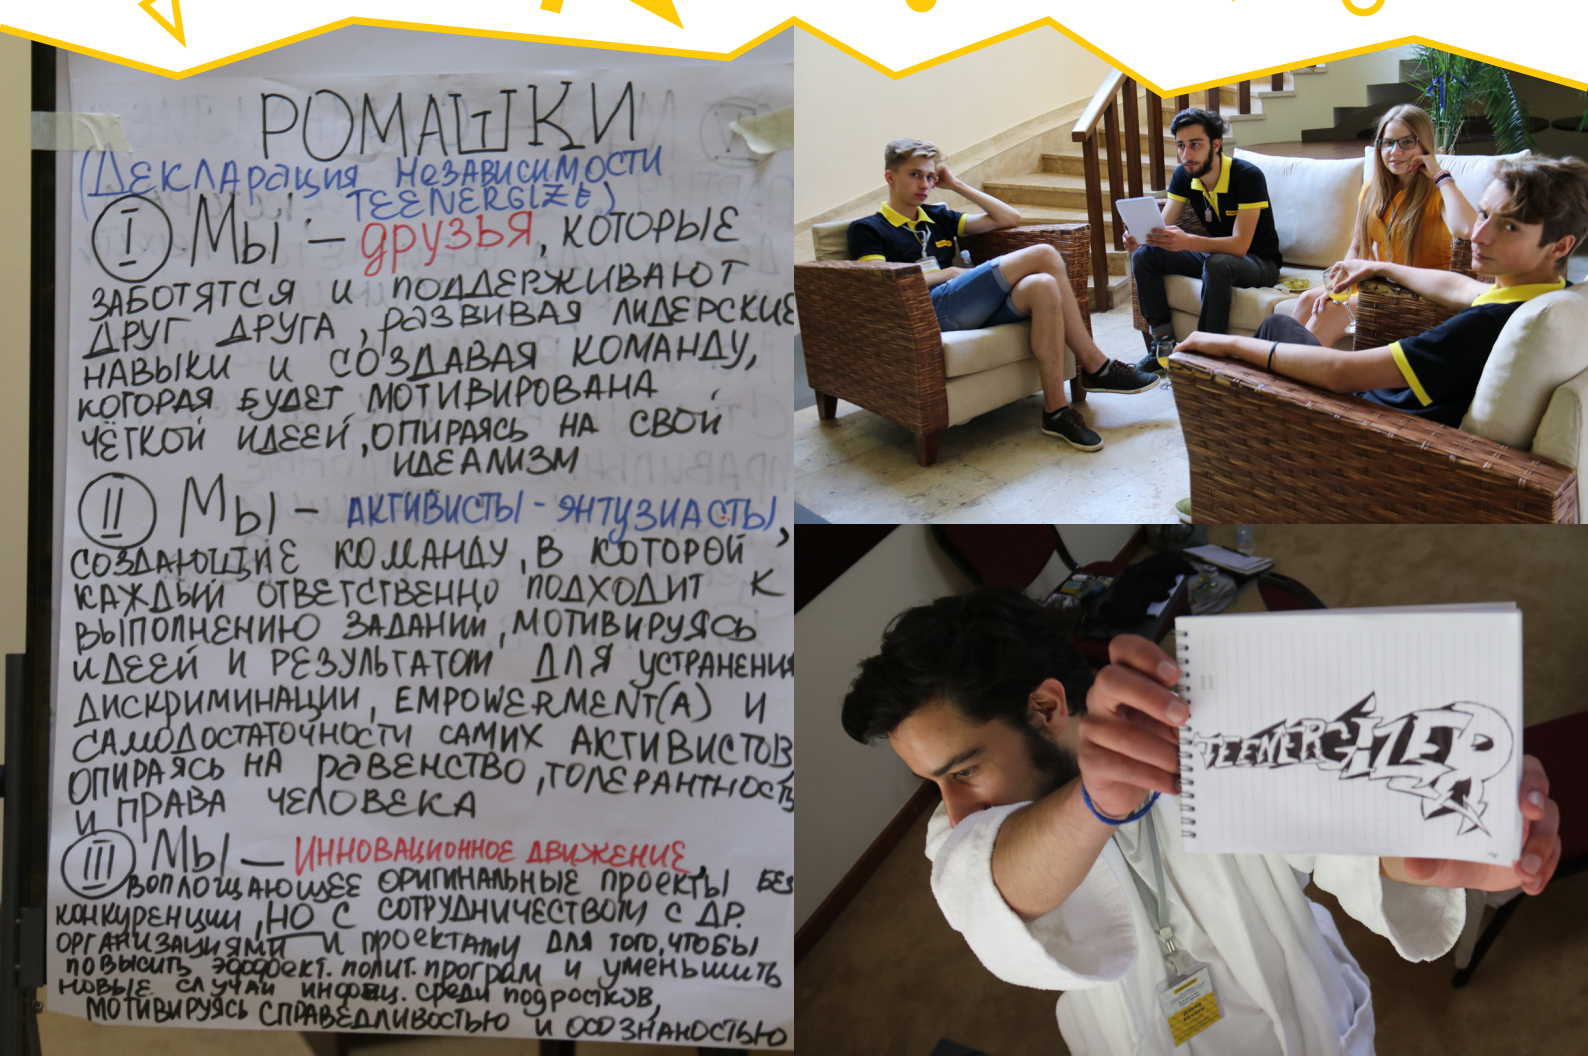 РОМАШКИ
(Декларация Независимости
TEENERGIZE)
I Мы — друзья, которые
заботятся и поддерживают
друг друга, развивая лидерские
навыки и создавая команду,
которая будет мотивирована
чёткой идеей, опираясь на свой
идеализм
II Мы – активисты-энтузиасты,
создающие команду, в которой
каждый ответственно подходит к
выполнению задании, мотивируясь
идеей и результатом для устранения
дискриминации, EMPOWERMENT(A) и
самодостаточности самих активистов
опираясь на равенство, толерантность
и права человека
III Мы — инновационное движение,
воплощающее оригинальные проекты без
конкуренции, но с сотрудничеством с др.
организациями и проектами для того, чтобы
повысить эффект. полит. програм и уменьшить
новые случаи инфец. среди подростков,
мотивируясь справедливостью и осознаностью
TEENERGIZER